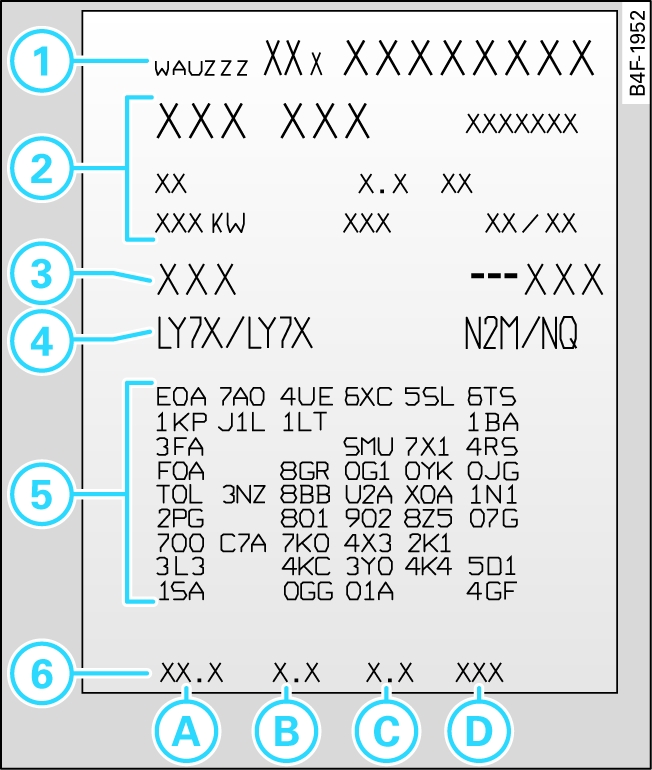 B4F-1952
1 WAUZZZ XXX XXXXXXXX
XXX XXX XXXXXXX
2 XX X.X XX
XXX KW XXX XX/XX
3 XXX ---XXX
4 LY7X/LY7X N2M/NQ
E0A 7A0 4UE 6XC 5SL 6TS
1KP J1L 1LT 1BA
3FA SMU 7X1 4RS
F0A 8GR 0G1 0YK 0JG
5 T0L 3NZ 8BB U2A X0A 1N1
2PG 801 902 8Z5 07G
700 C7A 7K0 4X3 2K1
3L3 4KC 3Y0 4K4 5D1
1SA 0GG 01A 4GF
6 XX.X X.X X.X XXX
A B C D